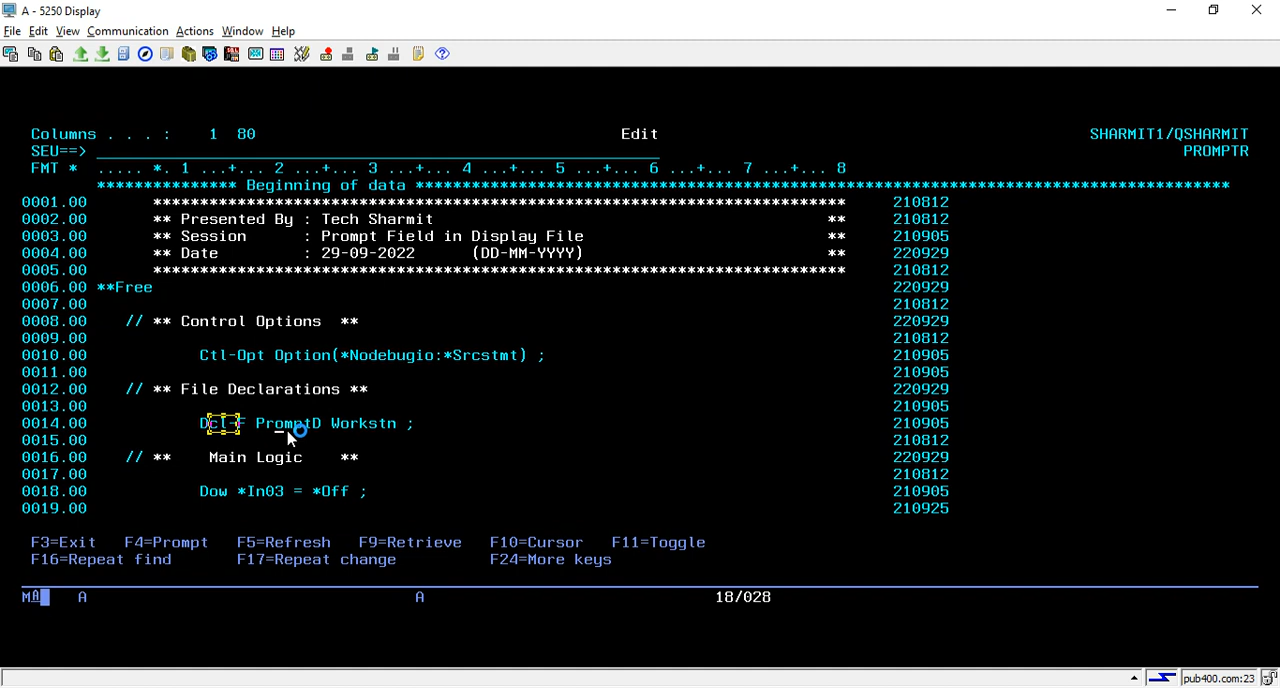 A - 5250 Display
File Edit View Communication Actions Window Help
Columns . . . : 1 80 Edit SHARMIT1/QSHARMIT
SEU==> PROMPTR
FMT * ..... *. 1 ...+... 2 ...+... 3 ...+... 4 ...+... 5 ...+... 6 ...+... 7 ...+... 8
*************** Beginning of data ***************************************************************************************
0001.00 ************************************************************************** 210812
0002.00 ** Presented By : Tech Sharmit ** 210812
0003.00 ** Session : Prompt Field in Display File ** 210905
0004.00 ** Date : 29-09-2022 (DD-MM-YYYY) ** 220929
0005.00 ************************************************************************** 210812
0006.00 **Free 220929
0007.00 210812
0008.00 // ** Control Options ** 220929
0009.00 210812
0010.00 Ctl-Opt Option(*Nodebugio:*Srcstmt) ; 210905
0011.00 210905
0012.00 // ** File Declarations ** 220929
0013.00 210905
0014.00 Dcl-F PromptD Workstn ; 210905
0015.00 210812
0016.00 // ** Main Logic ** 220929
0017.00 210812
0018.00 Dow *In03 = *Off ; 210905
0019.00 210925
F3=Exit F4=Prompt F5=Refresh F9=Retrieve F10=Cursor F11=Toggle
F16=Repeat find F17=Repeat change F24=More keys
MA A A 18/028
pub400.com:23